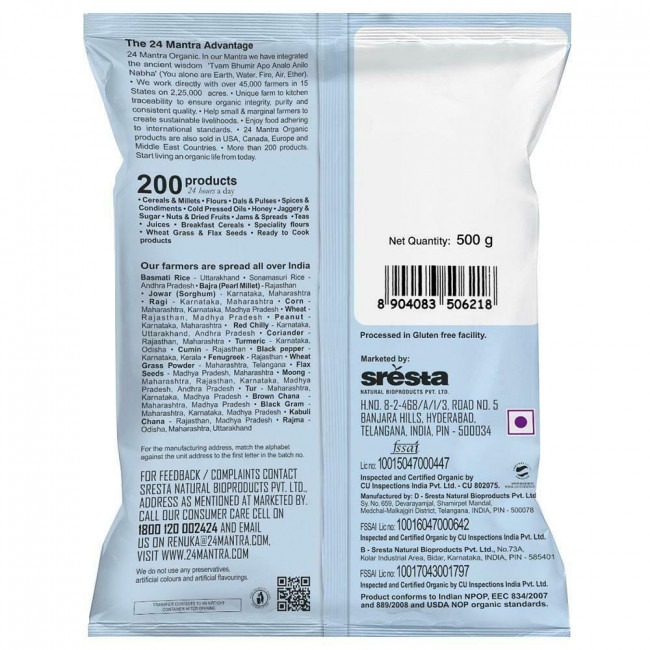 The 24 Mantra Advantage
24 Mantra Organic. In our Mantra we have integrated
the ancient wisdom 'Tvam Bhumir Apo Analo Anilo
Nabha' (You alone are Earth, Water, Fire, Air, Ether).
• We work directly with over 45,000 farmers in 15
States on 2,25,000 acres. • Unique farm to kitchen
traceability to ensure organic integrity, purity and
consistent quality. • Help small & marginal farmers to
create sustainable livelihoods. • Enjoy food adhering
to international standards. • 24 Mantra Organic
products are also sold in USA, Canada, Europe and
Middle East Countries. • More than 200 products.
Start living an organic life from today.
200 products
24 hours a day
• Cereals & Millets • Flours • Dals & Pulses • Spices &
Condiments • Cold Pressed Oils • Honey • Jaggery &
Sugar • Nuts & Dried Fruits • Jams & Spreads • Teas
• Juices • Breakfast Cereals • Speciality flours
• Wheat Grass & Flax Seeds • Ready to Cook
products
Our farmers are spread all over India
Basmati Rice - Uttarakhand • Sonamasuri Rice -
Andhra Pradesh • Bajra (Pearl Millet) - Rajasthan
• Jowar (Sorghum) - Karnataka, Maharashtra
• Ragi - Karnataka, Maharashtra • Corn -
Maharashtra, Karnataka, Madhya Pradesh • Wheat -
Rajasthan, Madhya Pradesh • Peanut -
Karnataka • Red Chilly - Karnataka,
Uttarakhand, Andhra Pradesh • Coriander -
Rajasthan • Turmeric - Karnataka,
Odisha • Cumin - Rajasthan • Black pepper -
Karnataka, Kerala • Fenugreek - Rajasthan • Wheat
Grass Powder - Maharashtra, Telangana • Flax
Seeds - Madhya Pradesh, Maharashtra • Moong -
Maharashtra, Rajasthan, Karnataka, Madhya
Pradesh, Andhra Pradesh • Tur - Maharashtra,
Karnataka, Madhya Pradesh • Brown Chana -
Maharashtra, Madhya Pradesh • Black Gram -
Maharashtra, Karnataka, Madhya Pradesh • Kabuli
Chana - Rajasthan, Madhya Pradesh • Rajma -
Odisha, Maharashtra, Uttarakhand
For the manufacturing address, match the alphabet
against the unit address to the first letter in the batch no.
FOR FEEDBACK / COMPLAINTS CONTACT
SRESTA NATURAL BIOPRODUCTS PVT. LTD.,
ADDRESS AS MENTIONED AT MARKETED BY.
CALL OUR CONSUMER CARE CELL ON
1800 120 002424 AND EMAIL
US ON RENUKA@24MANTRA.COM,
VISIT WWW.24MANTRA.COM
We do not use any preservatives,
artificial colours and artificial flavourings.
TRANSFER CONTENTS TO AN AIRTIGHT
CONTAINER AFTER OPENING
Net Quantity: 500 g
8 904083 506218
Processed in Gluten free facility.
Marketed by:
sresta
NATURAL BIOPRODUCTS PVT. LTD.
H.NO. 8-2-468/A/1/3, ROAD NO. 5
BANJARA HILLS, HYDERABAD,
TELANGANA, INDIA, PIN - 500034
fssai
Lic no: 10015047000447
Inspected and Certified Organic by
CU Inspections India Pvt. Ltd - CU 802075.
Manufactured by: D - Sresta Natural Bioproducts Pvt. Ltd
Sy. No. 659, Devarayamjal, Shamirpet Mandal,
Medchal-Malkajgiri District, Telangana, INDIA, PIN - 500078
FSSAI Lic no: 10016047000642
Inspected and Certified Organic by CU Inspections India Pvt. Ltd.
B - Sresta Natural Bioproducts Pvt. Ltd., No.73A,
Kolar Industrial Area, Bidar, Karnataka, INDIA, PIN - 585401
FSSAI Lic no: 10017043001797
Inspected and Certified Organic by CU Inspections India Pvt. Ltd.
Product conforms to Indian NPOP, EEC 834/2007
and 889/2008 and USDA NOP organic standards.